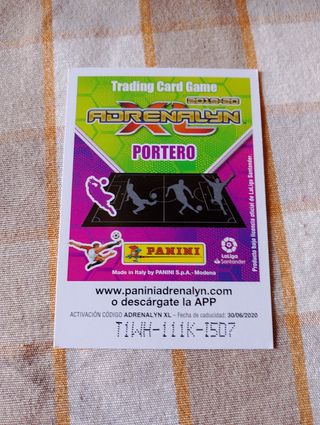 Trading Card Game
2019-20
ADRENALYN
XL
PORTERO
PANINI
LaLiga
Santander
Made in Italy by PANINI S.p.A. - Modena
Producto bajo licencia oficial de LaLiga Santander
www.paniniadrenalyn.com
o descárgate la APP
ACTIVACIÓN CÓDIGO ADRENALYN XL – Fecha de caducidad: 30/06/2020
T1WH-111K-I5D7